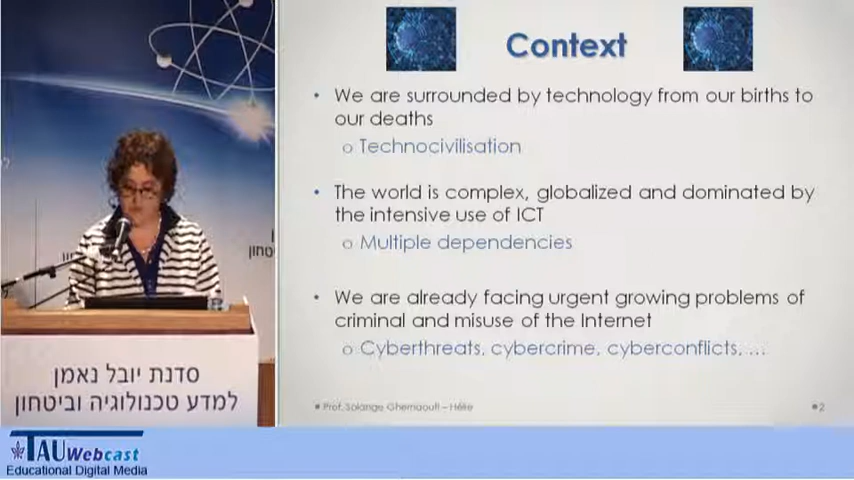 Context
• We are surrounded by technology from our births to
our deaths
o Technocivilisation
• The world is complex, globalized and dominated by
the intensive use of ICT
o Multiple dependencies
• We are already facing urgent growing problems of
criminal and misuse of the Internet
o Cyberthreats, cybercrime, cyberconflicts, ...
Prof. Solange Ghernaouti – Hélie
2
סדנת יובל נאמן
למדע טכנולוגיה וביטחון
TAU Webcast
Educational Digital Media